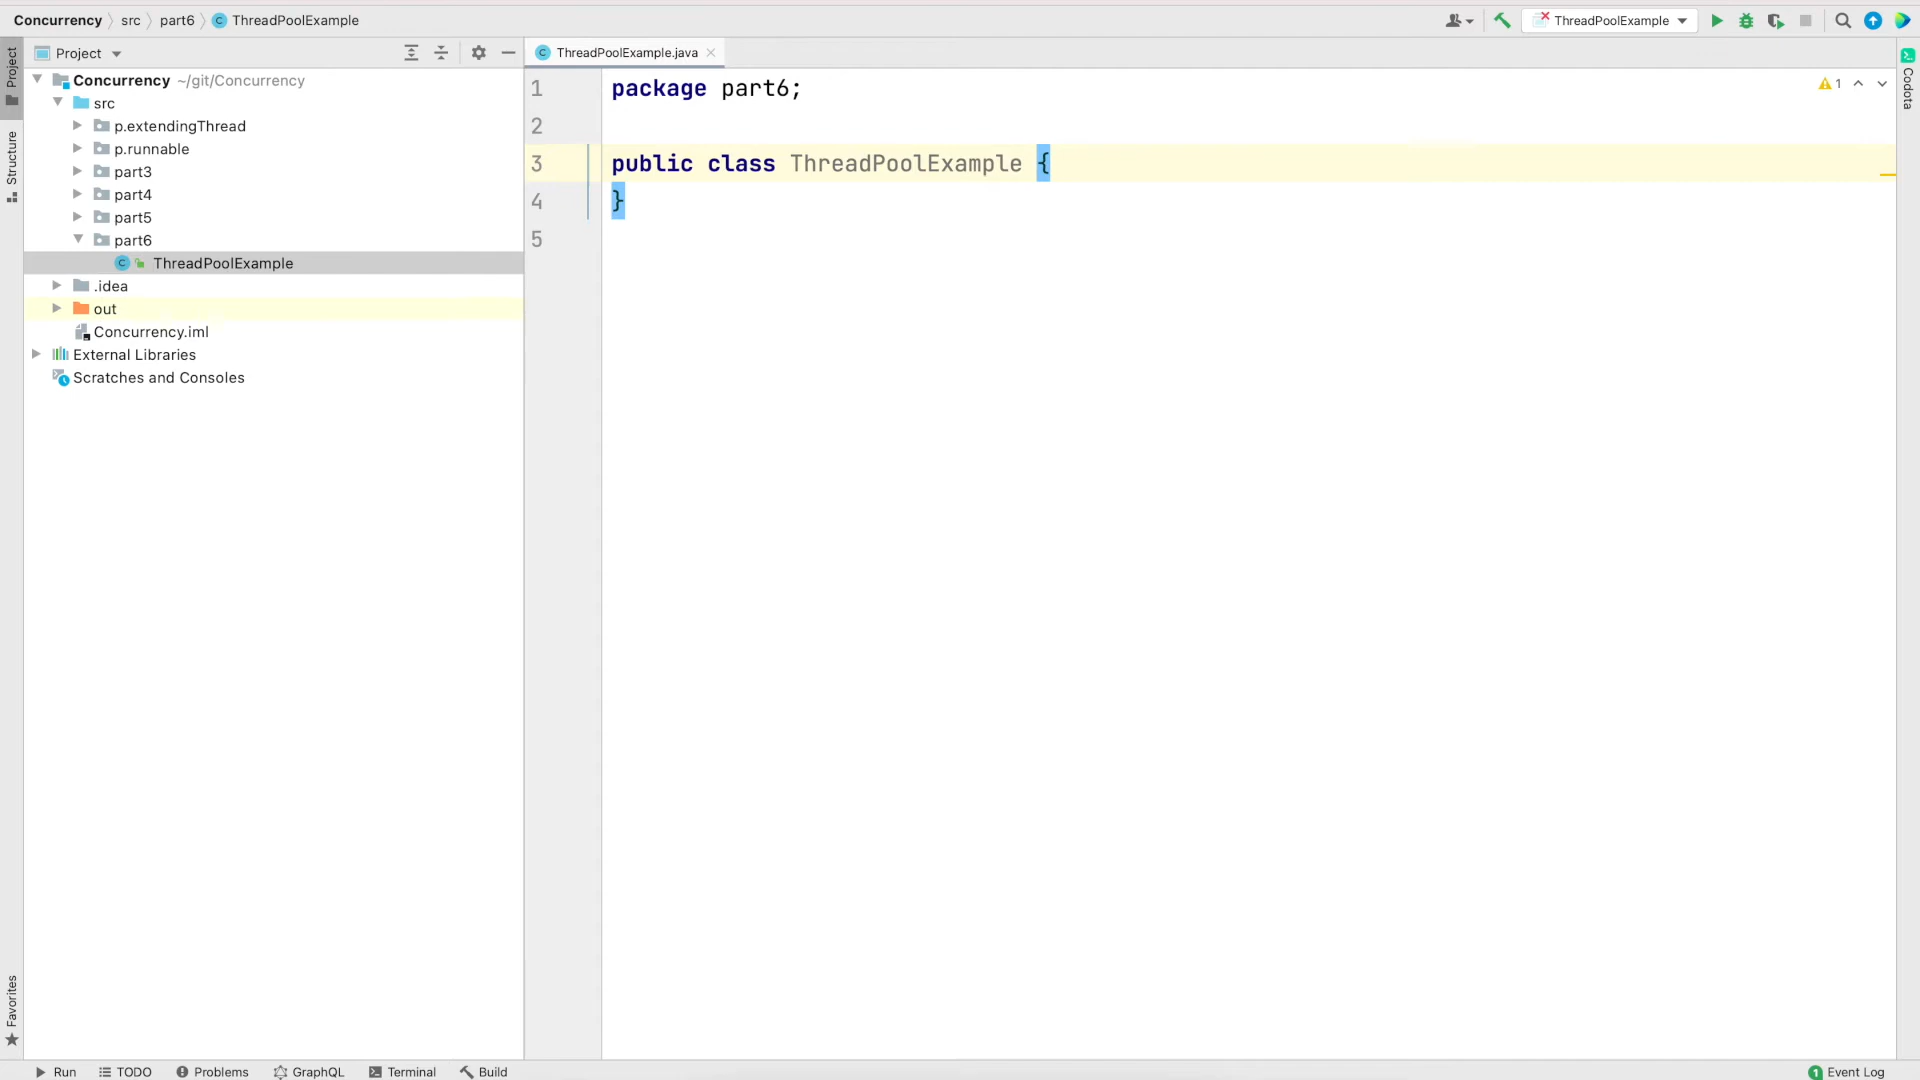 Concurrency src part6 ThreadPoolExample
ThreadPoolExample
Project
ThreadPoolExample.java
Project
Structure
Favorites
Concurrency ~/git/Concurrency
src
p.extendingThread
p.runnable
part3
part4
part5
part6
ThreadPoolExample
.idea
out
Concurrency.iml
External Libraries
Scratches and Consoles
1 package part6;
2
3 public class ThreadPoolExample {
4 }
5
1
Codota
Run TODO Problems GraphQL Terminal Build
1 Event Log